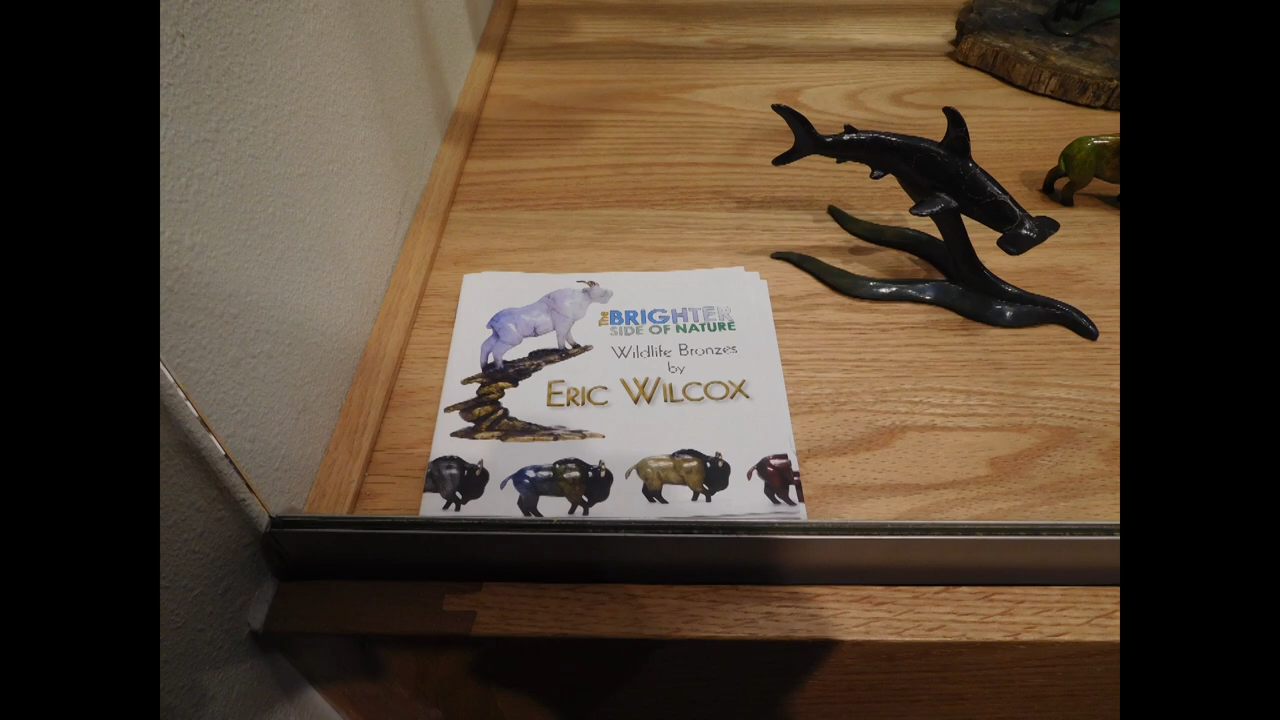 The BRIGHTER
SIDE OF NATURE
Wildlife Bronzes
by
ERIC WILCOX